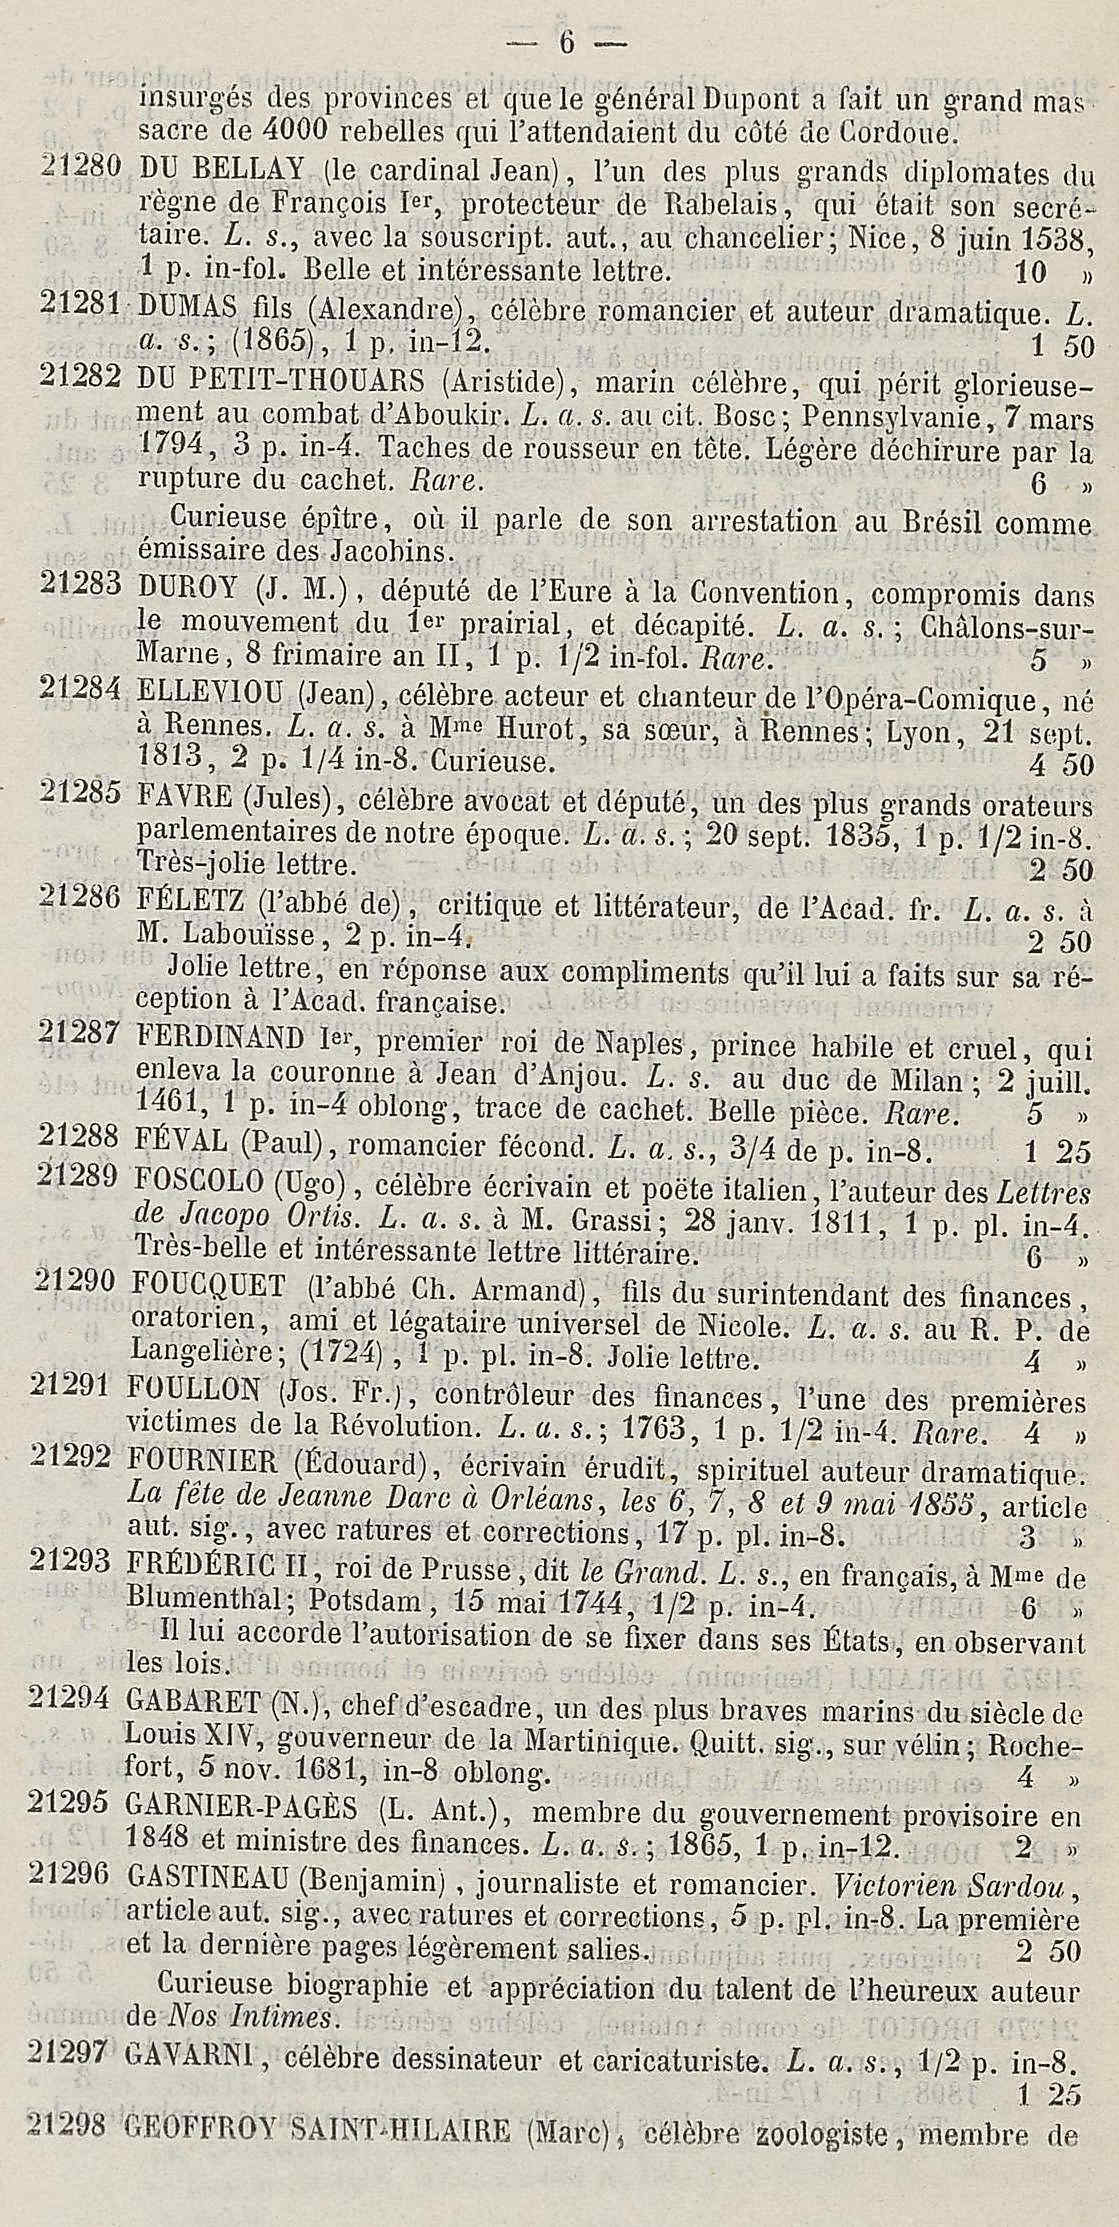 — 6 —
insurgés des provinces et que le général Dupont a fait un grand mas
sacre de 4000 rebelles qui l'attendaient du côté de Cordoue.
21280 DU BELLAY (le cardinal Jean), l'un des plus grands diplomates du
règne de François Ier, protecteur de Rabelais, qui était son secré-
taire. L. s., avec la souscript. aut., au chancelier; Nice, 8 juin 1538,
1 p. in-fol. Belle et intéressante lettre. 10 »
21281 DUMAS fils (Alexandre), célèbre romancier et auteur dramatique. L.
a. s.; (1865), 1 p. in-12. 1 50
21282 DU PETIT-THOUARS (Aristide), marin célèbre, qui périt glorieuse-
ment au combat d'Aboukir. L. a. s. au cit. Bosc; Pennsylvanie, 7 mars
1794, 3 p. in-4. Taches de rousseur en tête. Légère déchirure par la
rupture du cachet. Rare. 6 »
Curieuse épître, où il parle de son arrestation au Brésil comme
émissaire des Jacobins.
21283 DUROY (J. M.), député de l'Eure à la Convention, compromis dans
le mouvement du 1er prairial, et décapité. L. a. s.; Châlons-sur-
Marne, 8 frimaire an II, 1 p. 1/2 in-fol. Rare. 5 »
21284 ELLEVIOU (Jean), célèbre acteur et chanteur de l'Opéra-Comique, né
à Rennes. L. a. s. à Mme Hurot, sa sœur, à Rennes; Lyon, 21 sept.
1813, 2 p. 1/4 in-8. Curieuse. 4 50
21285 FAVRE (Jules), célèbre avocat et député, un des plus grands orateurs
parlementaires de notre époque. L. a. s.; 20 sept. 1835, 1 p. 1/2 in-8.
Très-jolie lettre. 2 50
21286 FÉLETZ (l'abbé de), critique et littérateur, de l'Acad. fr. L. a. s. à
M. Labouïsse, 2 p. in-4. 2 50
Jolie lettre, en réponse aux compliments qu'il lui a faits sur sa ré-
ception à l'Acad. française.
21287 FERDINAND Ier, premier roi de Naples, prince habile et cruel, qui
enleva la couronne à Jean d'Anjou. L. s. au duc de Milan; 2 juill.
1461, 1 p. in-4 oblong, trace de cachet. Belle pièce. Rare. 5 »
21288 FÉVAL (Paul), romancier fécond. L. a. s., 3/4 de p. in-8. 1 25
21289 FOSCOLO (Ugo), célèbre écrivain et poëte italien, l'auteur des Lettres
de Jacopo Ortis. L. a. s. à M. Grassi; 28 janv. 1811, 1 p. pl. in-4.
Très-belle et intéressante lettre littéraire. 6 »
21290 FOUCQUET (l'abbé Ch. Armand), fils du surintendant des finances,
oratorien, ami et légataire universel de Nicole. L. a. s. au R. P. de
Langelière; (1724), 1 p. pl. in-8. Jolie lettre. 4 »
21291 FOULLON (Jos. Fr.), contrôleur des finances, l'une des premières
victimes de la Révolution. L. a. s.; 1763, 1 p. 1/2 in-4. Rare. 4 »
21292 FOURNIER (Édouard), écrivain érudit, spirituel auteur dramatique.
La fête de Jeanne Darc à Orléans, les 6, 7, 8 et 9 mai 1855, article
aut. sig., avec ratures et corrections, 17 p. pl. in-8. 3 »
21293 FRÉDÉRIC II, roi de Prusse, dit le Grand. L. s., en français, à Mme de
Blumenthal; Potsdam, 15 mai 1744, 1/2 p. in-4. 6 »
Il lui accorde l'autorisation de se fixer dans ses États, en observant
les lois.
21294 GABARET (N.), chef d'escadre, un des plus braves marins du siècle de
Louis XIV, gouverneur de la Martinique. Quitt. sig., sur vélin; Roche-
fort, 5 nov. 1681, in-8 oblong. 4 »
21295 GARNIER-PAGÈS (L. Ant.), membre du gouvernement provisoire en
1848 et ministre des finances. L. a. s.; 1865, 1 p. in-12. 2 »
21296 GASTINEAU (Benjamin), journaliste et romancier. Victorien Sardou,
article aut. sig., avec ratures et corrections, 5 p. pl. in-8. La première
et la dernière pages légèrement salies. 2 50
Curieuse biographie et appréciation du talent de l'heureux auteur
de Nos Intimes.
21297 GAVARNI, célèbre dessinateur et caricaturiste. L. a. s., 1/2 p. in-8.
1 25
21298 GEOFFROY SAINT-HILAIRE (Marc), célèbre zoologiste, membre de